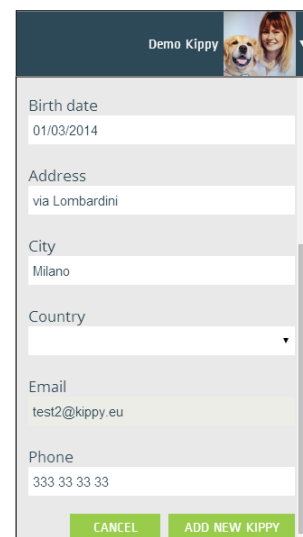 Demo Kippy
Birth date
01/03/2014
Address
via Lombardini
City
Milano
Country
Email
test2@kippy.eu
Phone
333 33 33 33
CANCEL ADD NEW KIPPY